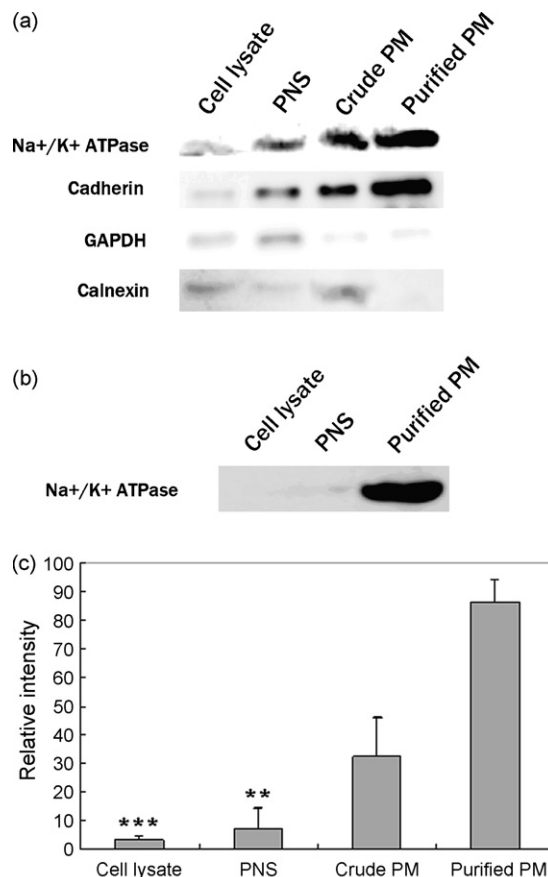 (a)
Cell lysate PNS Crude PM Purified PM
Na+/K+ ATPase
Cadherin
GAPDH
Calnexin
(b)
Cell lysate PNS Purified PM
Na+/K+ ATPase
(c)
100
90
80
70
60
50
40
30
20
10
0
Relative intensity
*** **
Cell lysate PNS Crude PM Purified PM